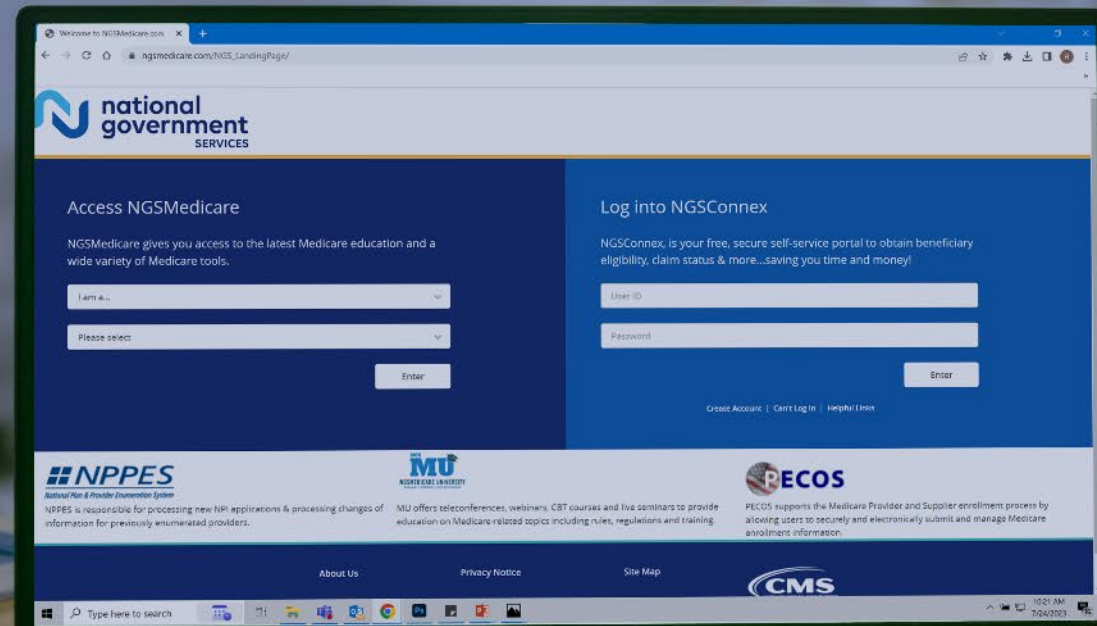 Welcome to NGSMedicare.com
ngsmedicare.com/NGS_LandingPage/
national
government
SERVICES
Access NGSMedicare
NGSMedicare gives you access to the latest Medicare education and a
wide variety of Medicare tools.
I am a...
Please select
Enter
Log into NGSConnex
NGSConnex, is your free, secure self-service portal to obtain beneficiary
eligibility, claim status & more...saving you time and money!
User ID
Password
Enter
Create Account | Can't Log In | Helpful Links
NPPES
National Plan & Provider Enumeration System
NPPES is responsible for processing new NPI applications & processing changes of
information for previously enumerated providers.
MU
NGSMEDICARE UNIVERSITY
MU offers teleconferences, webinars, CBT courses and live seminars to provide
education on Medicare-related topics including rules, regulations and training.
PECOS
PECOS supports the Medicare Provider and Supplier enrollment process by
allowing users to securely and electronically submit and manage Medicare
enrollment information.
About Us
Privacy Notice
Site Map
CMS
Type here to search
Ps
10:21 AM
7/24/2023